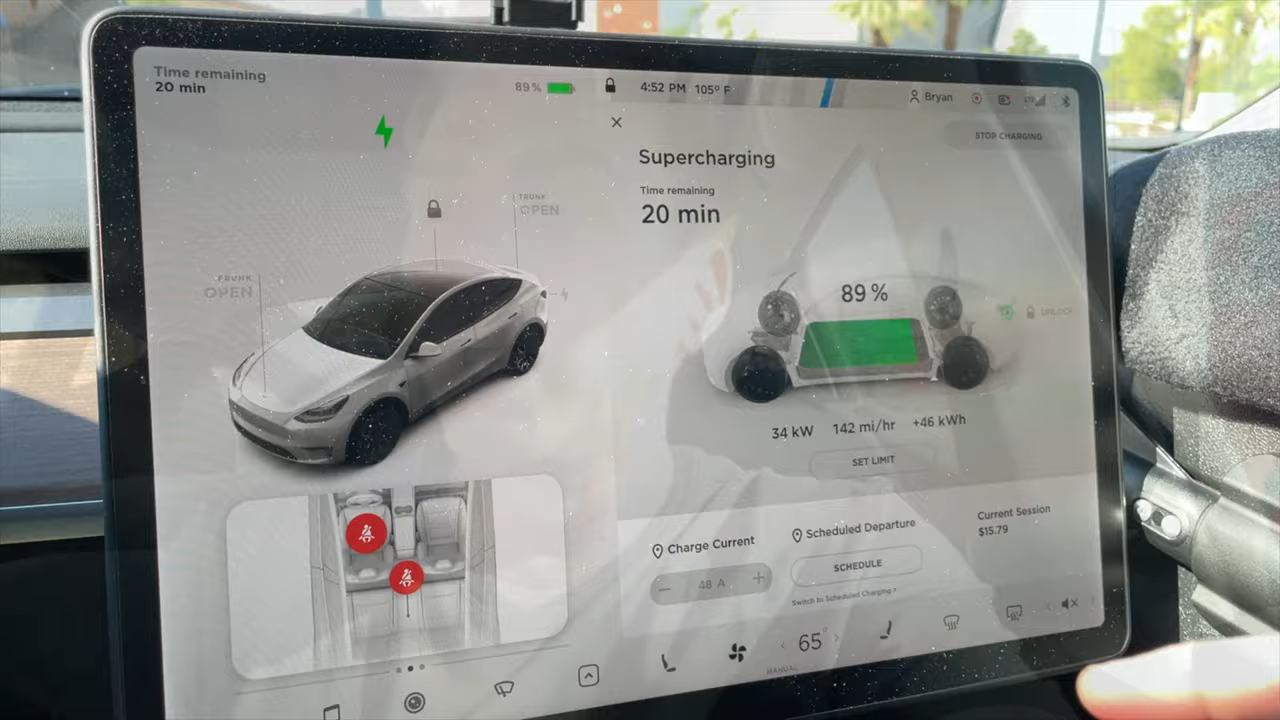 Time remaining
20 min
89 %
4:52 PM 105° F
Bryan
LTE
STOP CHARGING
Supercharging
Time remaining
20 min
TRUNK
OPEN
FRUNK
OPEN
89 %
UNLOCK
34 kW 142 mi/hr +46 kWh
SET LIMIT
Charge Current
− 48 A +
Scheduled Departure
SCHEDULE
Switch to Scheduled Charging >
Current Session
$15.79
< 65° >
MANUAL